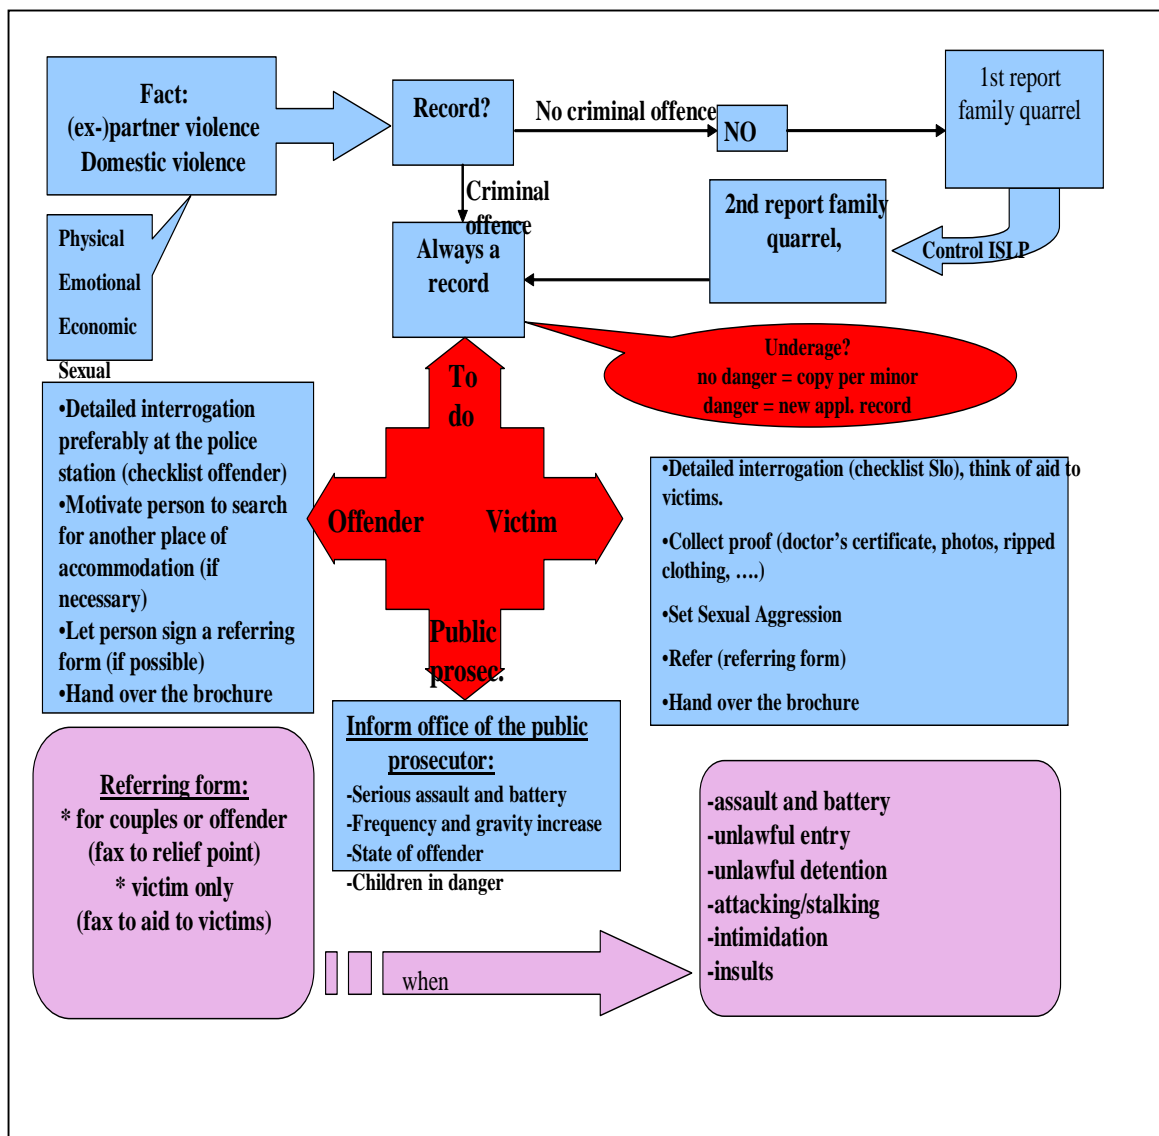 Fact:
(ex-)partner violence
Domestic violence
Record?
No criminal offence
NO
1st report
family quarrel
Criminal
offence
Physical
Emotional
Economic
Sexual
Always a
record
2nd report family
quarrel,
Control ISLP
Underage?
no danger = copy per minor
danger = new appl. record
To
do
Offender
Victim
Public
prosec.
•Detailed interrogation
preferably at the police
station (checklist offender)
•Motivate person to search
for another place of
accommodation (if
necessary)
•Let person sign a referring
form (if possible)
•Hand over the brochure
•Detailed interrogation (checklist Slo), think of aid to
victims.
•Collect proof (doctor's certificate, photos, ripped
clothing, ….)
•Set Sexual Aggression
•Refer (referring form)
•Hand over the brochure
Inform office of the public
prosecutor:
-Serious assault and battery
-Frequency and gravity increase
-State of offender
-Children in danger
Referring form:
* for couples or offender
(fax to relief point)
* victim only
(fax to aid to victims)
when
-assault and battery
-unlawful entry
-unlawful detention
-attacking/stalking
-intimidation
-insults